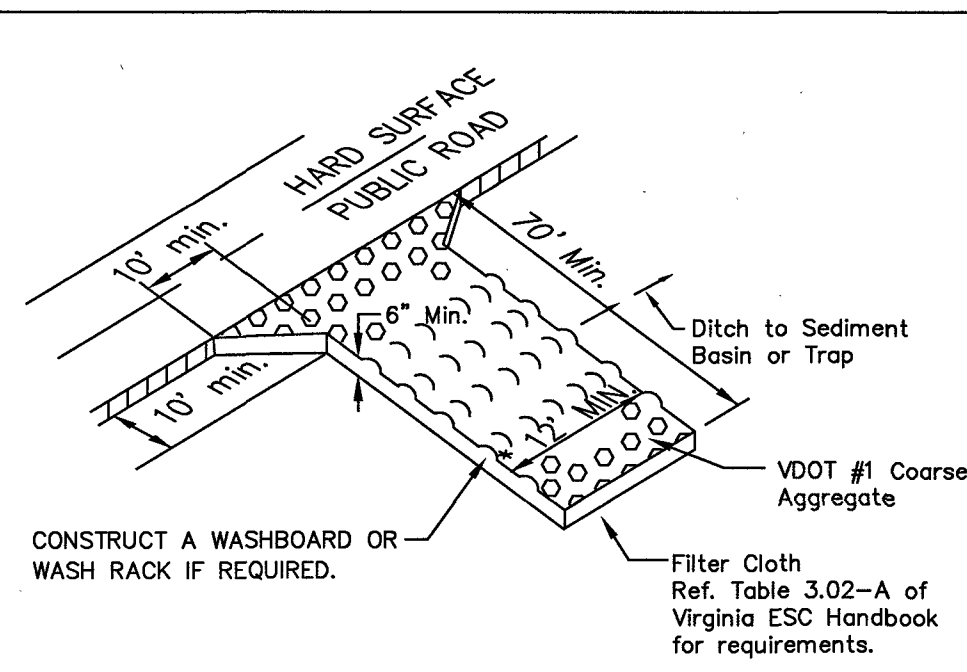 HARD SURFACE
PUBLIC ROAD
10' min.
70' Min.
6" Min.
Ditch to Sediment
Basin or Trap
10' min.
12' MIN.
*
VDOT #1 Coarse
Aggregate
CONSTRUCT A WASHBOARD OR
WASH RACK IF REQUIRED.
Filter Cloth
Ref. Table 3.02-A of
Virginia ESC Handbook
for requirements.